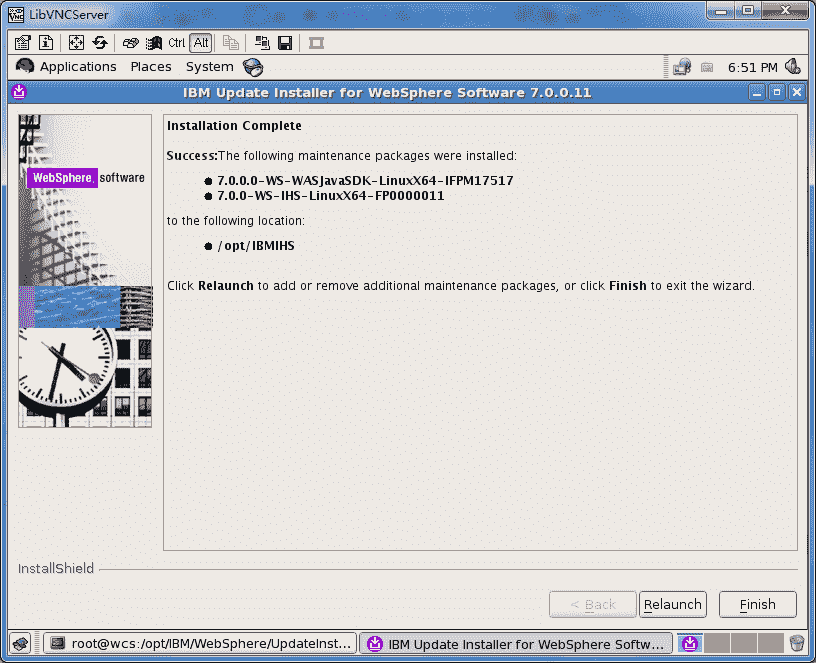 LibVNCServer
Ctrl Alt
Applications Places System 6:51 PM
IBM Update Installer for WebSphere Software 7.0.0.11
WebSphere. software
Installation Complete
Success:The following maintenance packages were installed:
7.0.0.0-WS-WASJavaSDK-LinuxX64-IFPM17517
7.0.0-WS-IHS-LinuxX64-FP0000011
to the following location:
/opt/IBMIHS
Click Relaunch to add or remove additional maintenance packages, or click Finish to exit the wizard.
InstallShield
< Back Relaunch Finish
root@wcs:/opt/IBM/WebSphere/UpdateInst... IBM Update Installer for WebSphere Softw...